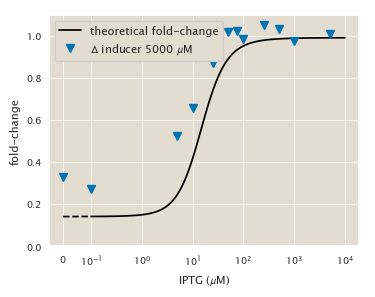 theoretical fold-change
Δ inducer 5000 μM
fold-change
1.0
0.8
0.6
0.4
0.2
0.0
0 10⁻¹ 10⁰ 10¹ 10² 10³ 10⁴
IPTG (μM)